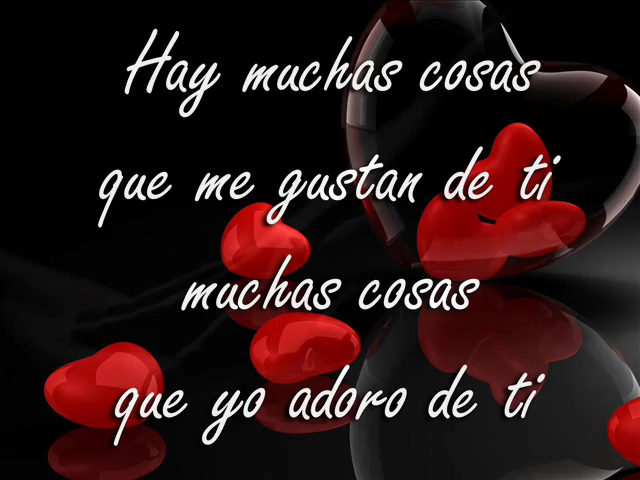 Hay muchas cosas
que me gustan de ti
muchas cosas
que yo adoro de ti